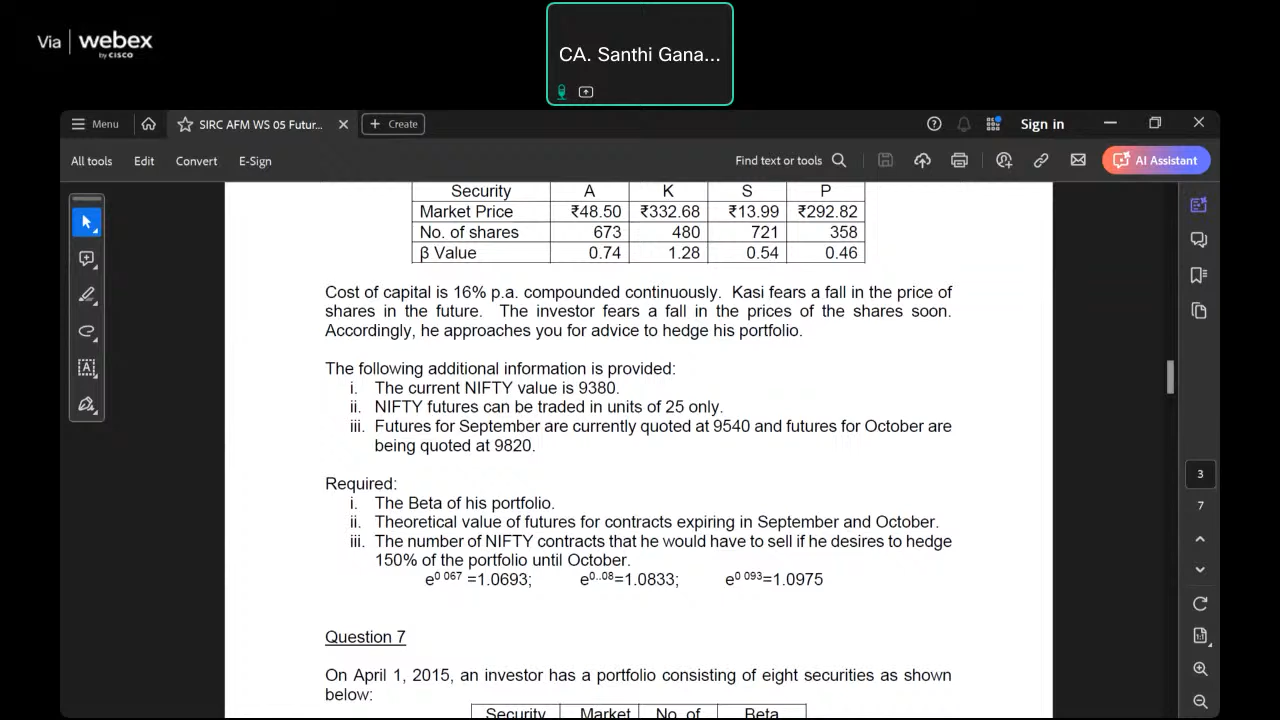 Via webex
by CISCO
CA. Santhi Gana...
Menu SIRC AFM WS 05 Futur... + Create Sign in
All tools Edit Convert E-Sign Find text or tools AI Assistant
Security A K S P
Market Price ₹48.50 ₹332.68 ₹13.99 ₹292.82
No. of shares 673 480 721 358
β Value 0.74 1.28 0.54 0.46
Cost of capital is 16% p.a. compounded continuously. Kasi fears a fall in the price of
shares in the future. The investor fears a fall in the prices of the shares soon.
Accordingly, he approaches you for advice to hedge his portfolio.
The following additional information is provided:
i. The current NIFTY value is 9380.
ii. NIFTY futures can be traded in units of 25 only.
iii. Futures for September are currently quoted at 9540 and futures for October are
being quoted at 9820.
Required:
i. The Beta of his portfolio.
ii. Theoretical value of futures for contracts expiring in September and October.
iii. The number of NIFTY contracts that he would have to sell if he desires to hedge
150% of the portfolio until October.
e^0 067 =1.0693; e^0..08=1.0833; e^0 093=1.0975
Question 7
On April 1, 2015, an investor has a portfolio consisting of eight securities as shown
below:
Security Market No. of Beta
3
7